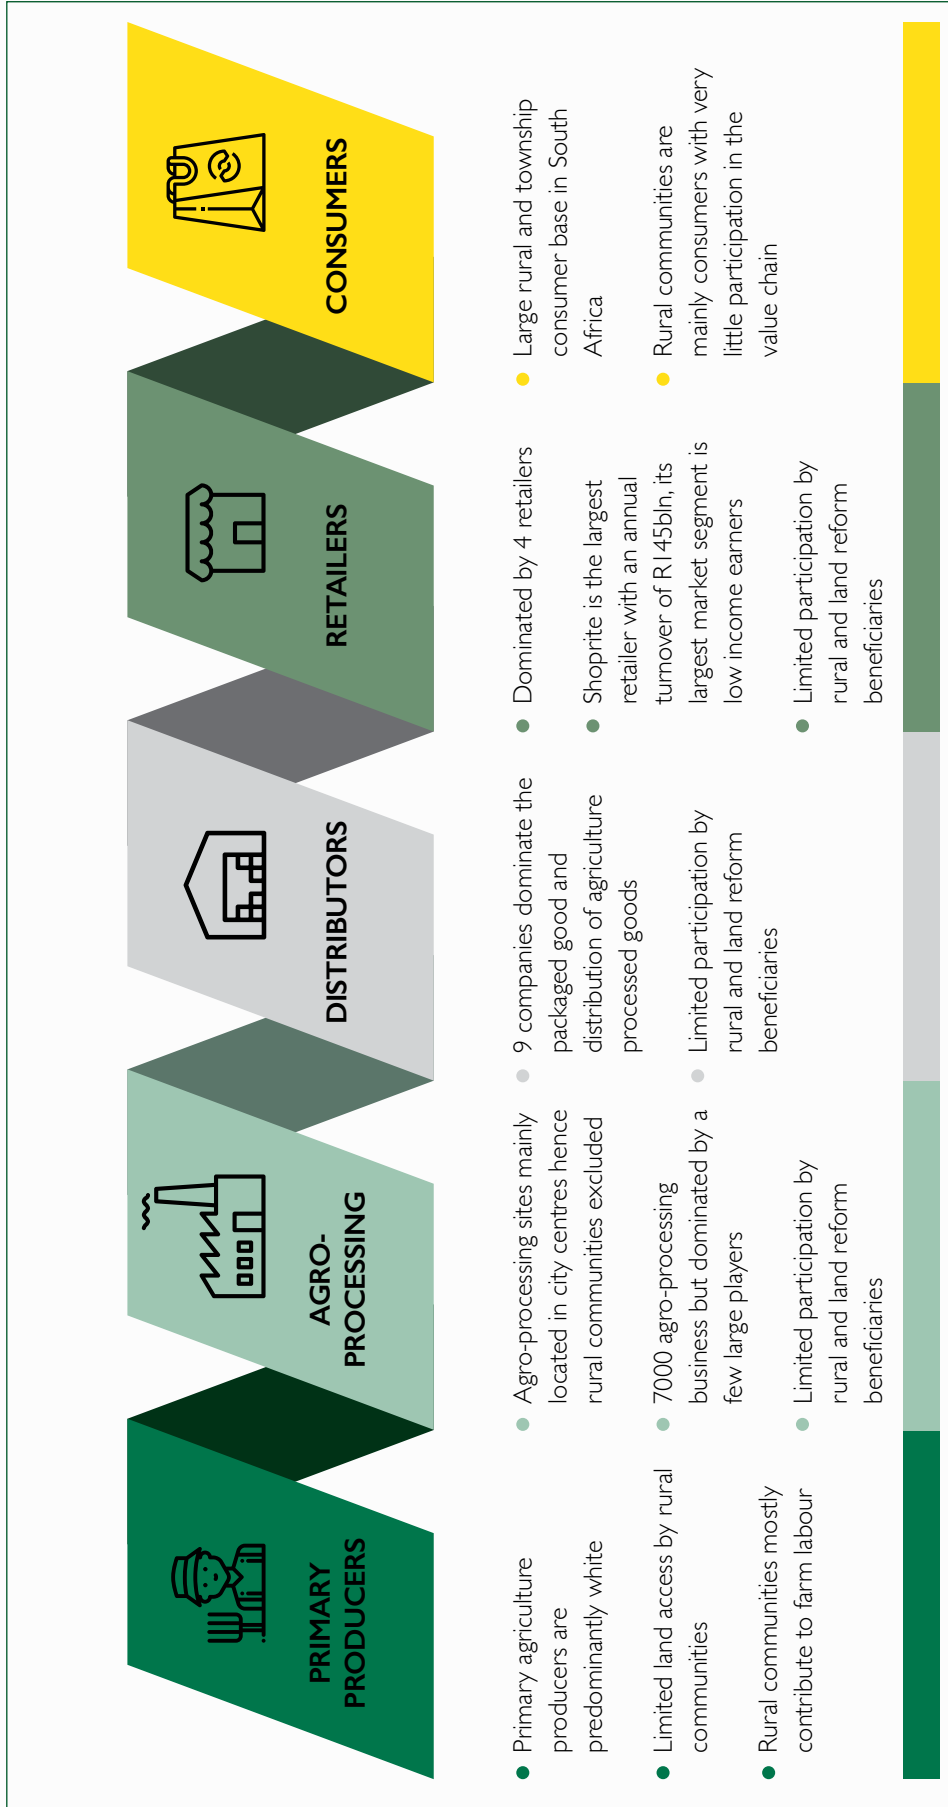 PRIMARY
PRODUCERS
● Primary agriculture
producers are
predominantly white
● Limited land access by rural
communities
● Rural communities mostly
contribute to farm labour
AGRO-
PROCESSING
● Agro-processing sites mainly
located in city centres hence
rural communities excluded
● 7000 agro-processing
business but dominated by a
few large players
● Limited participation by
rural and land reform
beneficiaries
DISTRIBUTORS
● 9 companies dominate the
packaged good and
distribution of agriculture
processed goods
● Limited participation by
rural and land reform
beneficiaries
RETAILERS
● Dominated by 4 retailers
● Shoprite is the largest
retailer with an annual
turnover of R145bln, its
largest market segment is
low income earners
● Limited participation by
rural and land reform
beneficiaries
CONSUMERS
● Large rural and township
consumer base in South
Africa
● Rural communities are
mainly consumers with very
little participation in the
value chain